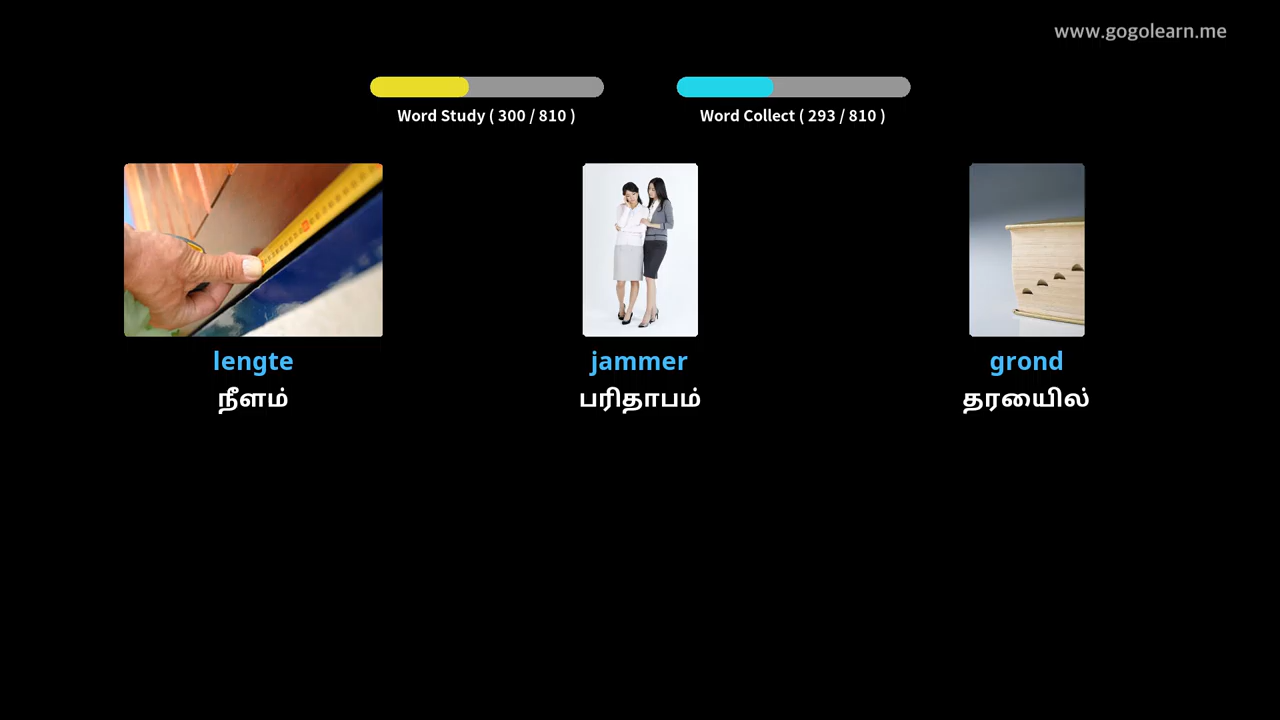 www.gogolearn.me
Word Study ( 300 / 810 )
Word Collect ( 293 / 810 )
lengte
jammer
grond
நீளம்
பரிதாபம்
தரையில்